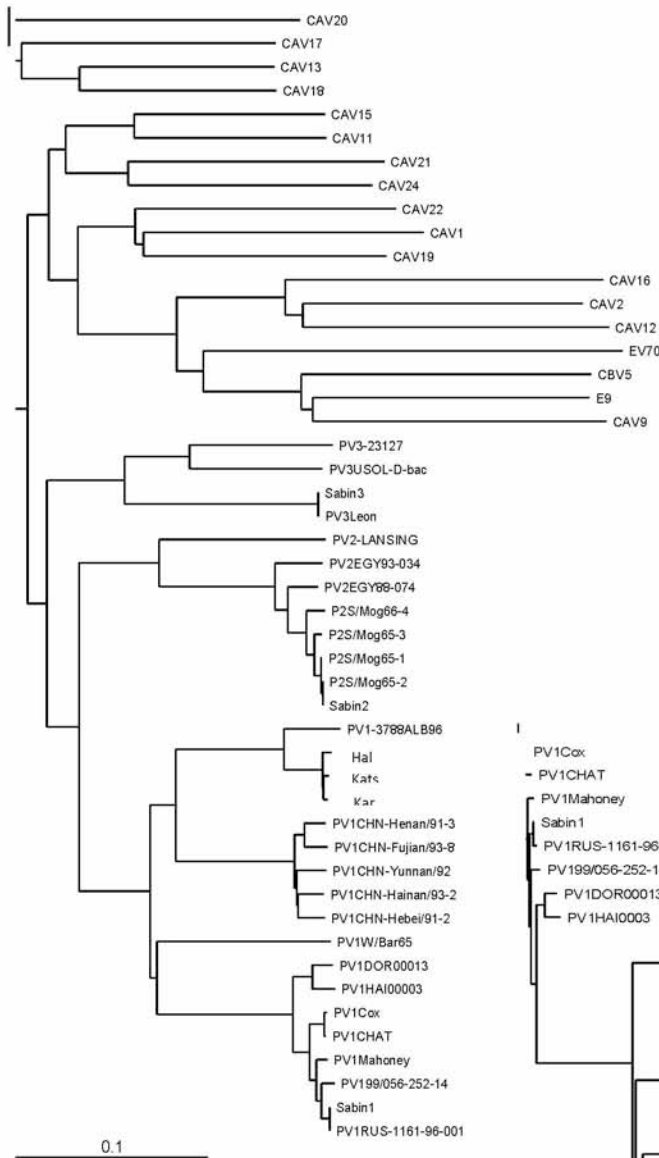 CAV20
CAV17
CAV13
CAV18
CAV15
CAV11
CAV21
CAV24
CAV22
CAV1
CAV19
CAV16
CAV2
CAV12
EV70
CBV5
E9
CAV9
PV3-23127
PV3USOL-D-bac
Sabin3
PV3Leon
PV2-LANSING
PV2EGY93-034
PV2EGY88-074
P2S/Mog66-4
P2S/Mog65-3
P2S/Mog65-1
P2S/Mog65-2
Sabin2
PV1-3788ALB96
Hal
Kats
Kar
PV1CHN-Henan/91-3
PV1CHN-Fujian/93-8
PV1CHN-Yunnan/92
PV1CHN-Hainan/93-2
PV1CHN-Hebei/91-2
PV1W/Bar65
PV1DOR00013
PV1HAI00003
PV1Cox
PV1CHAT
PV1Mahoney
PV199/056-252-14
Sabin1
PV1RUS-1161-96-001
0.1
PV1Cox
PV1CHAT
PV1Mahoney
Sabin1
PV1RUS-1161-96
PV199/056-252-1
PV1DOR00013
PV1HAI0003